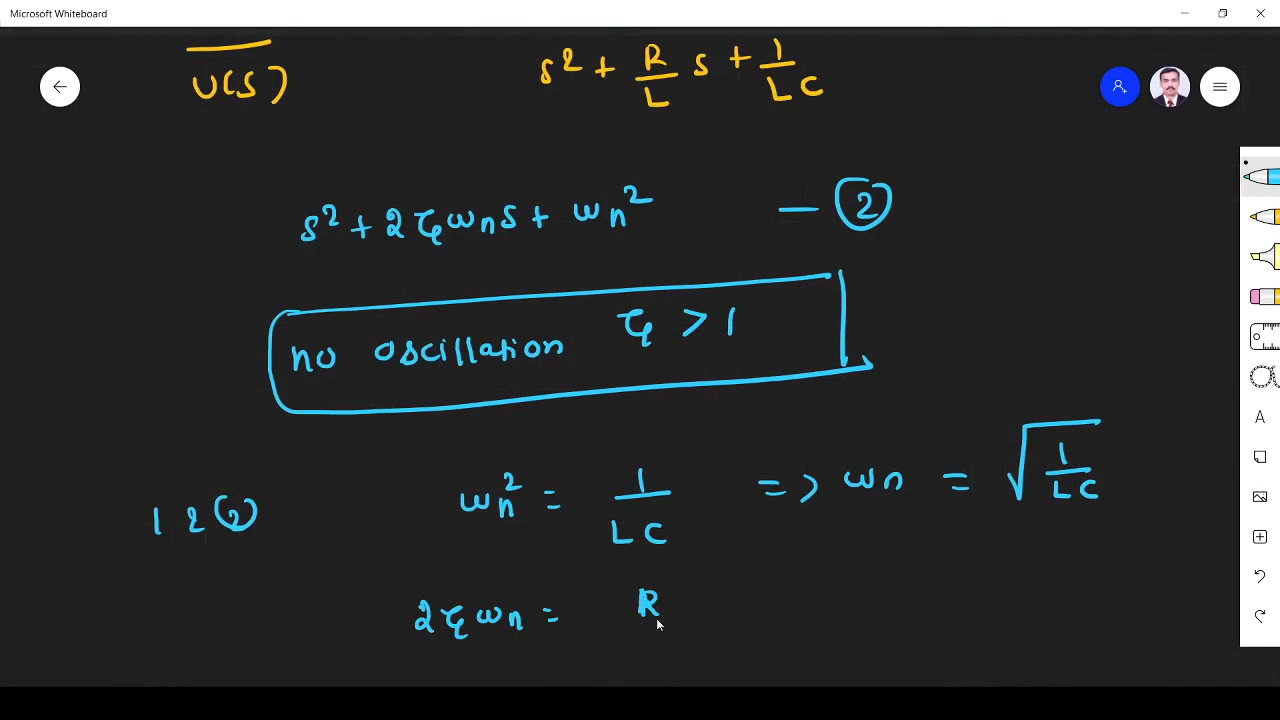 Microsoft Whiteboard
U(S)
s² + R/L s + 1/LC
s² + 2ζωns + ωn² — ②
no oscillation ζ > 1
1 2 ② ωn² = 1/LC => ωn = √(1/LC)
2ζωn = R
A